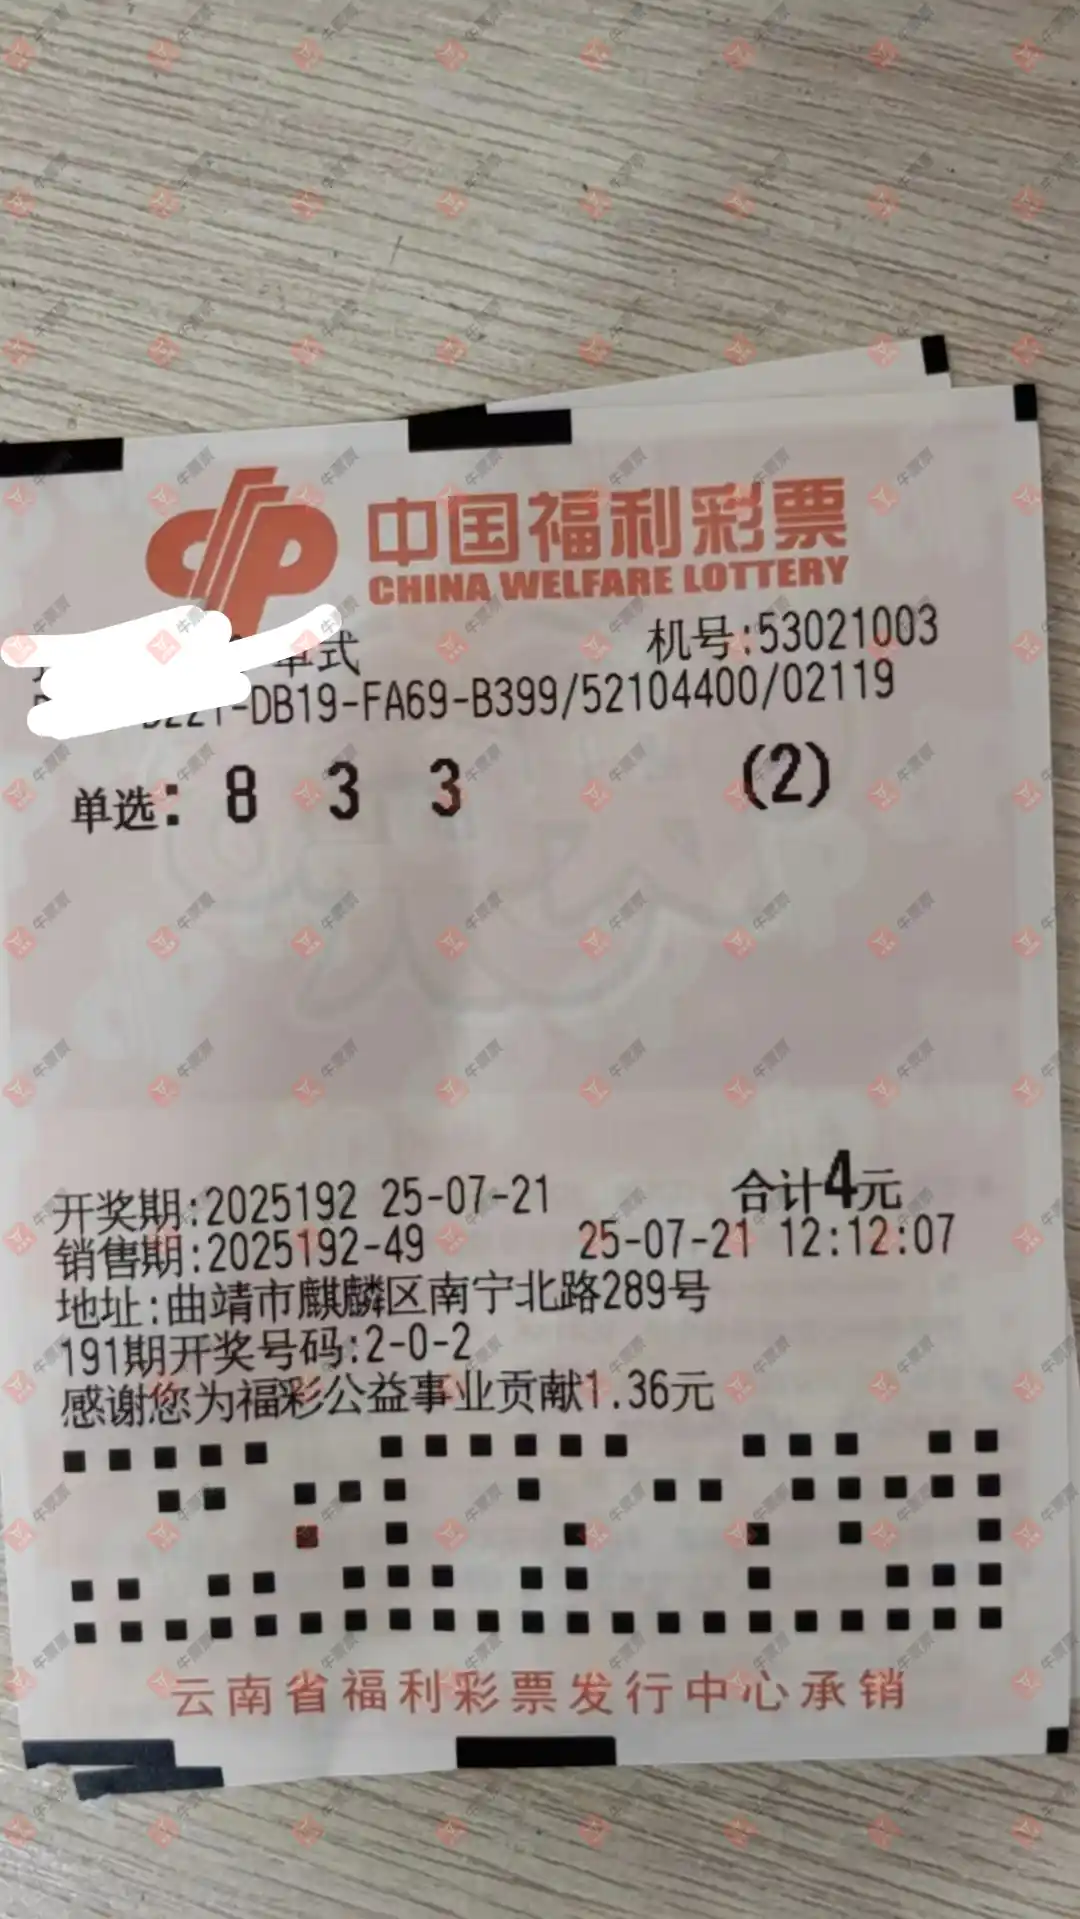 中国福利彩票
CHINA WELFARE LOTTERY
单式 机号:53021003
-DB19-FA69-B399/52104400/02119
单选: 8 3 3 (2)
开奖期:2025192 25-07-21 合计4元
销售期:2025192-49 25-07-21 12:12:07
地址:曲靖市麒麟区南宁北路289号
191期开奖号码:2-0-2
感谢您为福彩公益事业贡献1.36元
云南省福利彩票发行中心承销